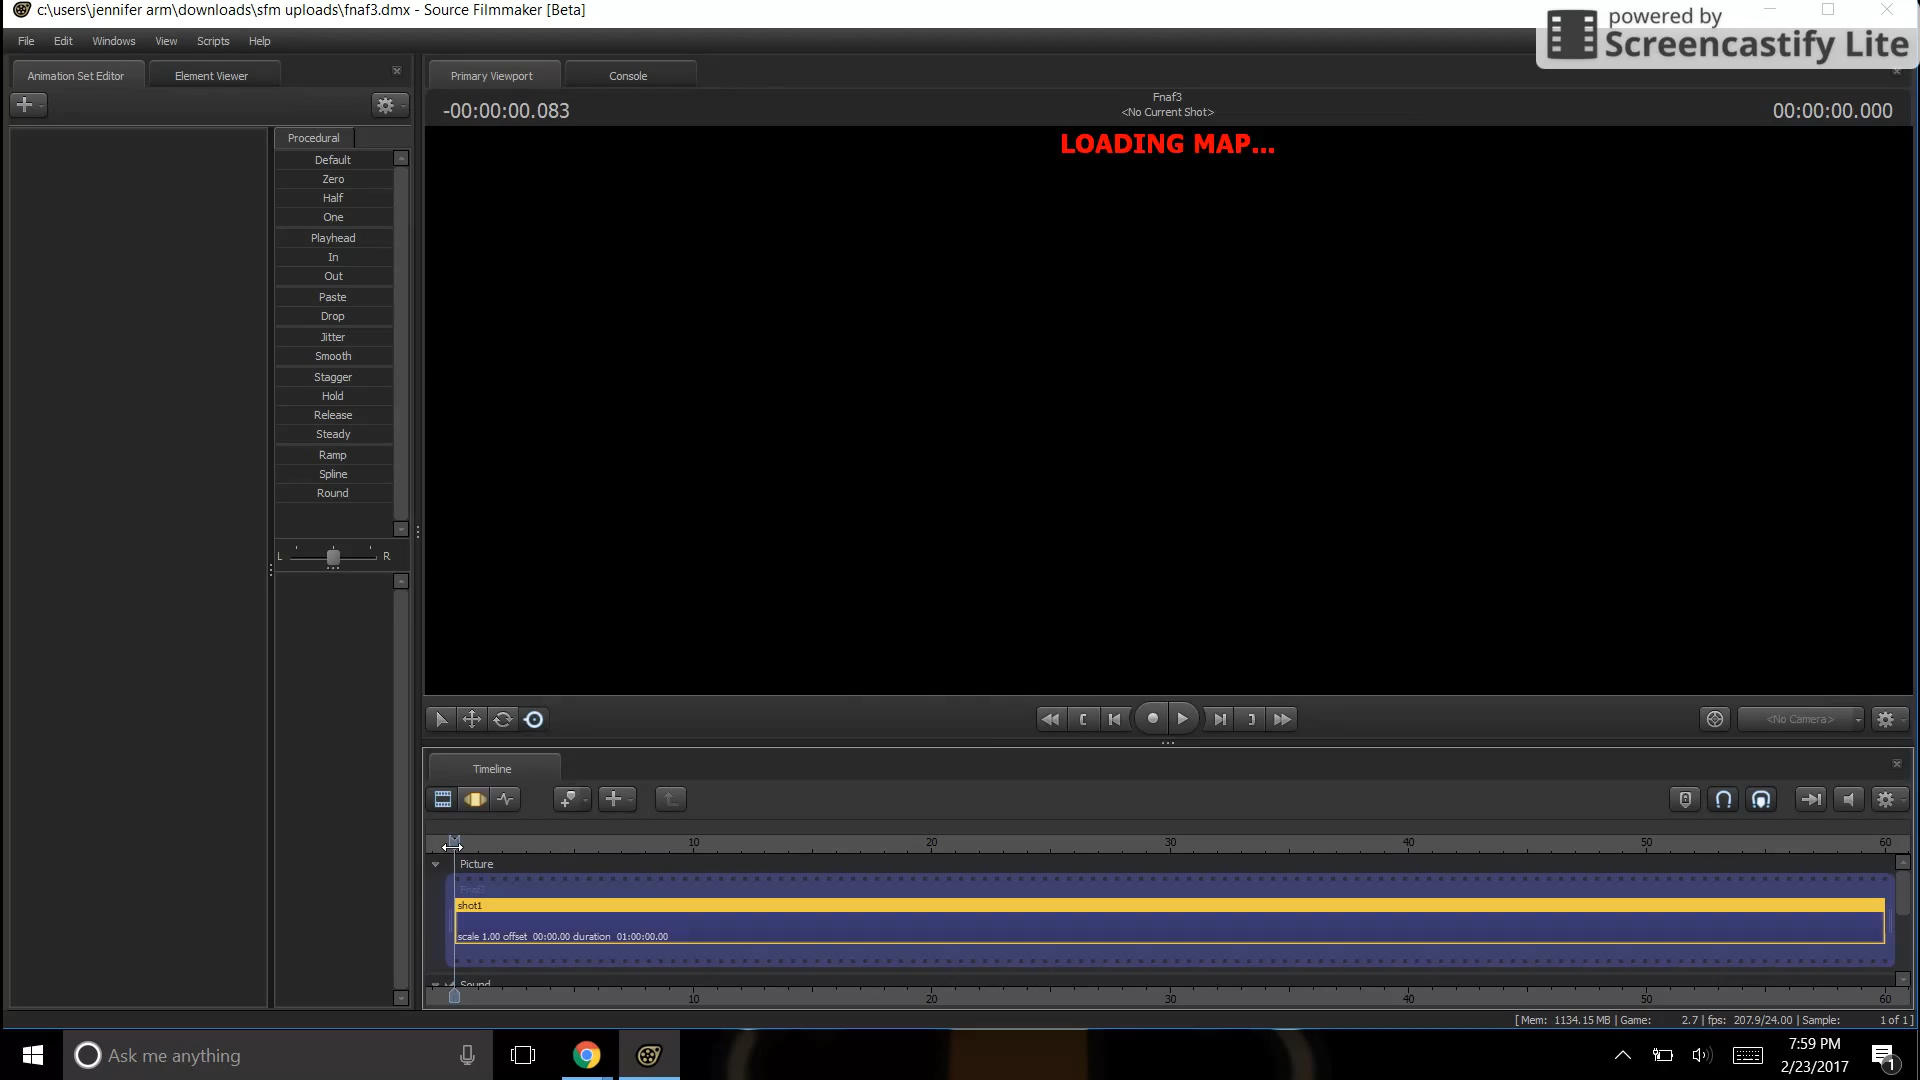 c:\users\jennifer arm\downloads\sfm uploads\fnaf3.dmx - Source Filmmaker [Beta]
powered by
Screencastify Lite
File Edit Windows View Scripts Help
Animation Set Editor Element Viewer
Primary Viewport Console
-00:00:00.083
Fnaf3
<No Current Shot>
00:00:00.000
LOADING MAP...
Procedural
Default
Zero
Half
One
Playhead
In
Out
Paste
Drop
Jitter
Smooth
Stagger
Hold
Release
Steady
Ramp
Spline
Round
L R
<No Camera>
Timeline
10 20 30 40 50 60
Picture
Fnaf3
shot1
scale 1.00 offset 00:00.00 duration 01:00:00.00
Sound
10 20 30 40 50 60
[ Mem: 1134.15 MB | Game: 2.7 | fps: 207.9/24.00 | Sample: 1 of 1 ]
Ask me anything
7:59 PM
2/23/2017
1